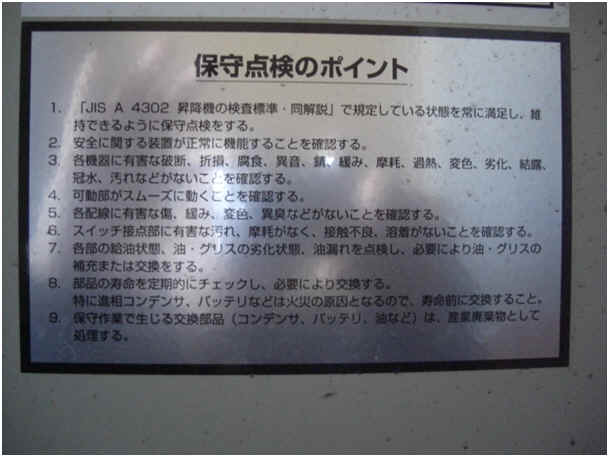 保守点検のポイント
1. 「JIS A 4302 昇降機の検査標準・同解説」で規定している状態を常に満足し、維
持できるように保守点検をする。
2. 安全に関する装置が正常に機能することを確認する。
3. 各機器に有害な破断、折損、腐食、異音、錆、緩み、摩耗、過熱、変色、劣化、結露、
冠水、汚れなどがないことを確認する。
4. 可動部がスムーズに動くことを確認する。
5. 各配線に有害な傷、緩み、変色、異臭などがないことを確認する。
6. スイッチ接点部に有害な汚れ、摩耗がなく、接触不良、溶着がないことを確認する。
7. 各部の給油状態、油・グリスの劣化状態、油漏れを点検し、必要により油・グリスの
補充または交換をする。
8. 部品の寿命を定期的にチェックし、必要により交換する。
特に進相コンデンサ、バッテリなどは火災の原因となるので、寿命前に交換すること。
9. 保守作業で生じる交換部品（コンデンサ、バッテリ、油など）は、産業廃棄物として
処理する。